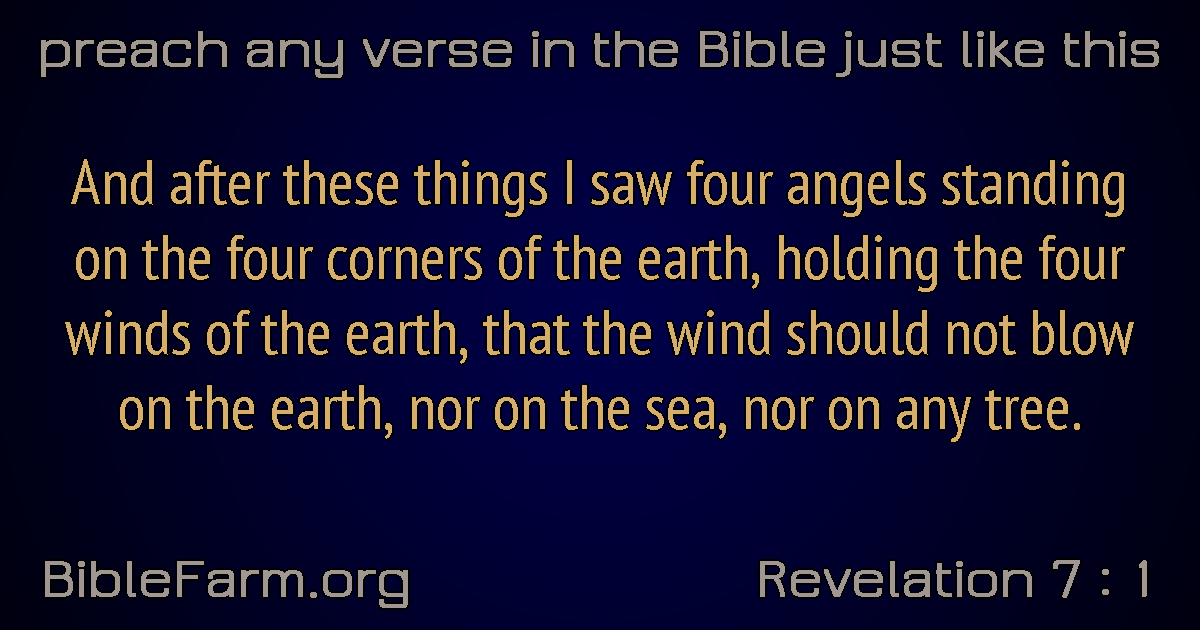 preach any verse in the Bible just like this
And after these things I saw four angels standing
on the four corners of the earth, holding the four
winds of the earth, that the wind should not blow
on the earth, nor on the sea, nor on any tree.
BibleFarm.org
Revelation 7 : 1